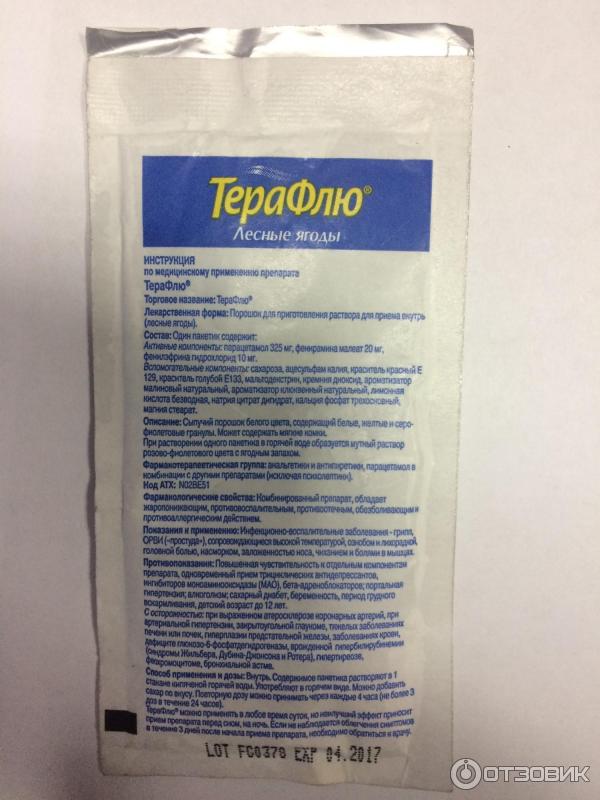 ТераФлю®
Лесные ягоды
ИНСТРУКЦИЯ
по медицинскому применению препарата
ТераФлю®
Торговое название: ТераФлю®
Лекарственная форма: Порошок для приготовления раствора для приема внутрь
(лесные ягоды).
Состав: Один пакетик содержит:
Активные компоненты: парацетамол 325 мг, фенирамина малеат 20 мг,
фенилэфрина гидрохлорид 10 мг.
Вспомогательные компоненты: сахароза, ацесульфам калия, краситель красный Е
129, краситель голубой Е133, мальтодекстрин, кремния диоксид, ароматизатор
малиновый натуральный, ароматизатор клюквенный натуральный, лимонная
кислота безводная, натрия цитрат дигидрат, кальция фосфат трехосновный,
магния стеарат.
Описание: Сыпучий порошок белого цвета, содержащий белые, желтые и серо-
фиолетовые гранулы. Может содержать мягкие комки.
При растворении одного пакетика в горячей воде образуется мутный раствор
розово-фиолетового цвета с ягодным запахом.
Фармакотерапевтическая группа: анальгетики и антипиретики, парацетамол в
комбинации с другими препаратами (исключая психолептики).
Код АТХ: N02BE51
Фармакологические свойства: Комбинированный препарат, обладает
жаропонижающим, противовоспалительным, противоотечным, обезболивающим и
противоаллергическим действием.
Показания к применению: Инфекционно-воспалительные заболевания - грипп,
ОРВИ («простуда»), сопровождающиеся высокой температурой, ознобом и лихорадкой,
головной болью, насморком, заложенностью носа, чиханием и болями в мышцах.
Противопоказания: Повышенная чувствительность к отдельным компонентам
препарата, одновременный прием трициклических антидепрессантов,
ингибиторов моноаминооксидазы (МАО), бета-адреноблокаторов; портальная
гипертензия; алкоголизм; сахарный диабет, беременность, период грудного
вскармливания, детский возраст до 12 лет.
С осторожностью: при выраженном атеросклерозе коронарных артерий, при
артериальной гипертензии, закрытоугольной глаукоме, тяжелых заболеваниях
печени или почек, гиперплазии предстательной железы, заболеваниях крови,
дефиците глюкозо-6-фосфатдегидрогеназы, врожденной гипербилирубинемии
(синдромы Жильбера, Дубина-Джонсона и Ротера), гипертиреозе,
феохромоцитоме, бронхиальной астме.
Способ применения и дозы: Внутрь. Содержимое пакетика растворяют в 1
стакане кипяченой горячей воды. Употребляют в горячем виде. Можно добавить
сахар по вкусу. Повторную дозу можно принимать через каждые 4 часа (не более 3
доз в течение 24 часов).
ТераФлю® можно применять в любое время суток, но наилучший эффект приносит
прием препарата перед сном, на ночь. Если не наблюдается облегчения симптомов
в течение 3 дней после начала приема препарата, необходимо обратиться к врачу.
LOT FC0378 EXP 04.2017
ОТЗОВИК